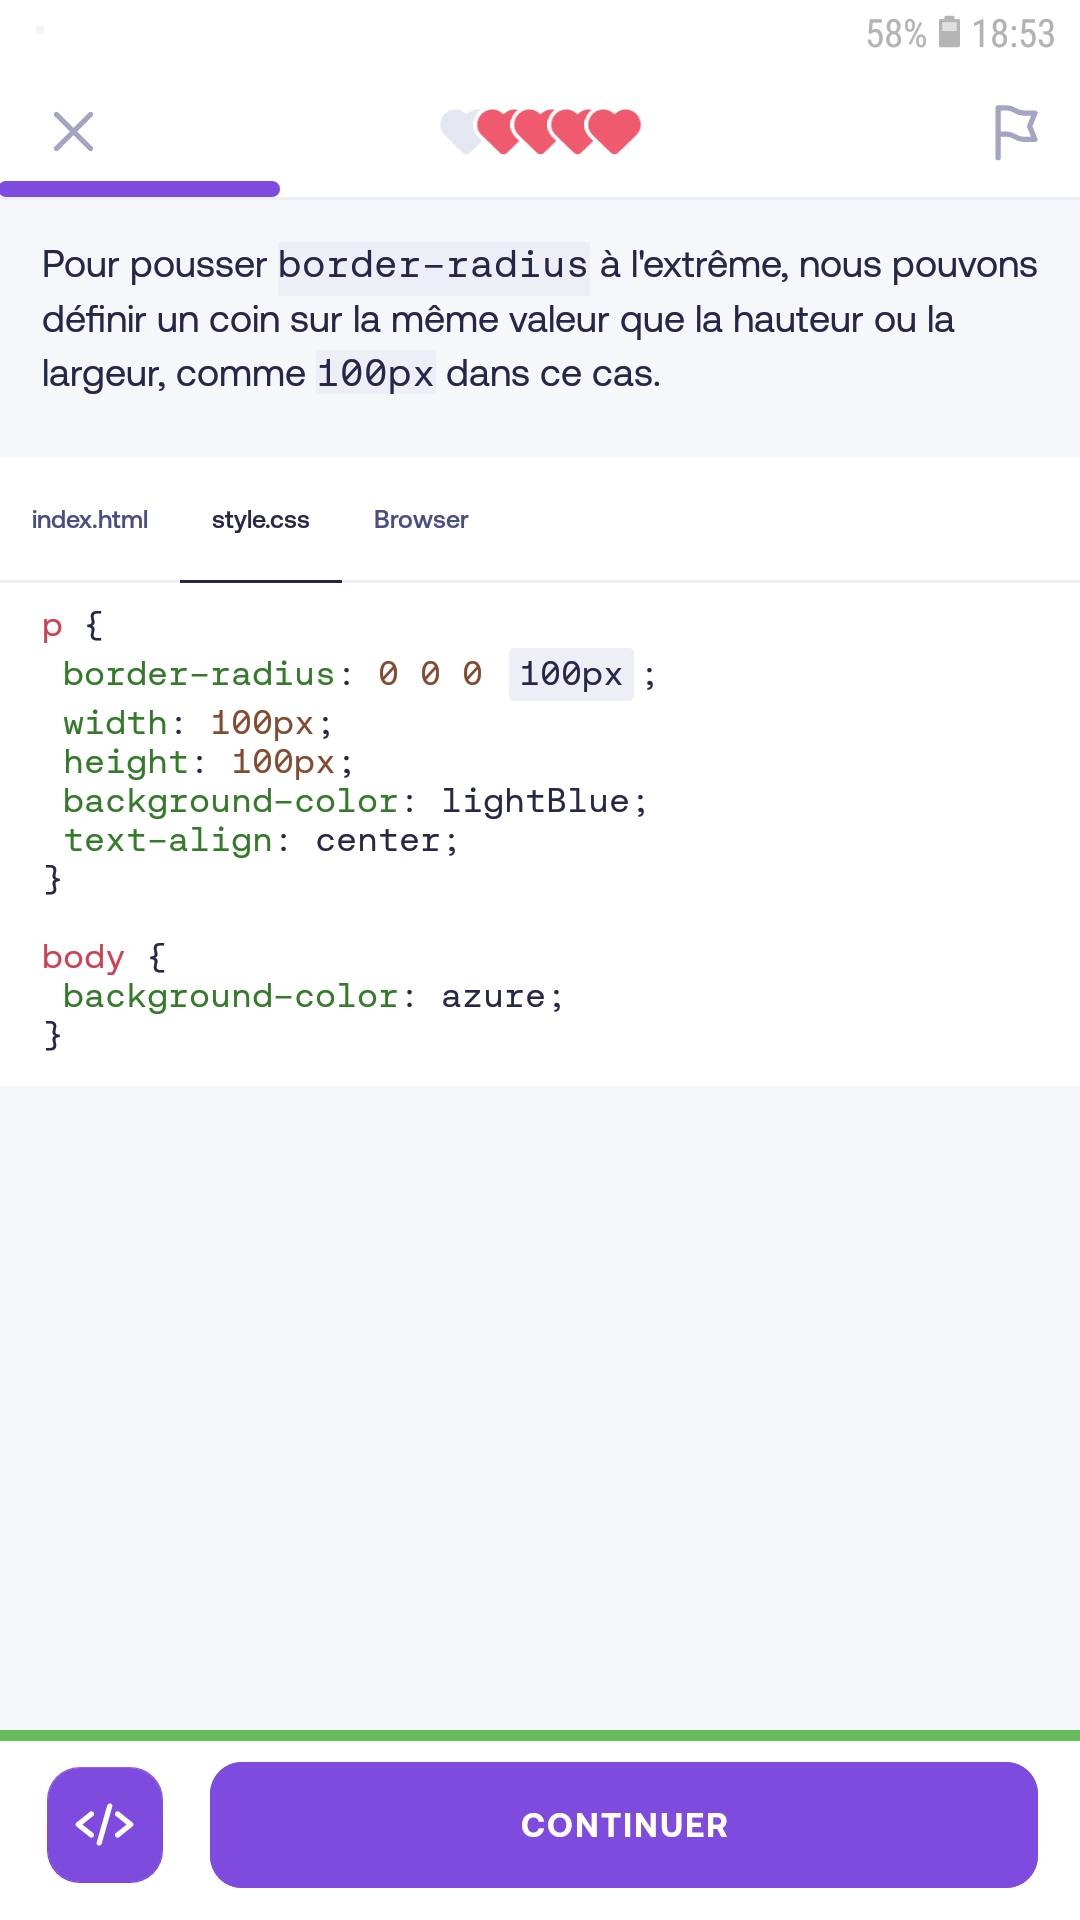 58% 18:53
Pour pousser border-radius à l'extrême, nous pouvons
définir un coin sur la même valeur que la hauteur ou la
largeur, comme 100px dans ce cas.
index.html style.css Browser
p {
border-radius: 0 0 0 100px ;
width: 100px;
height: 100px;
background-color: lightBlue;
text-align: center;
}
body {
background-color: azure;
}
</> CONTINUER